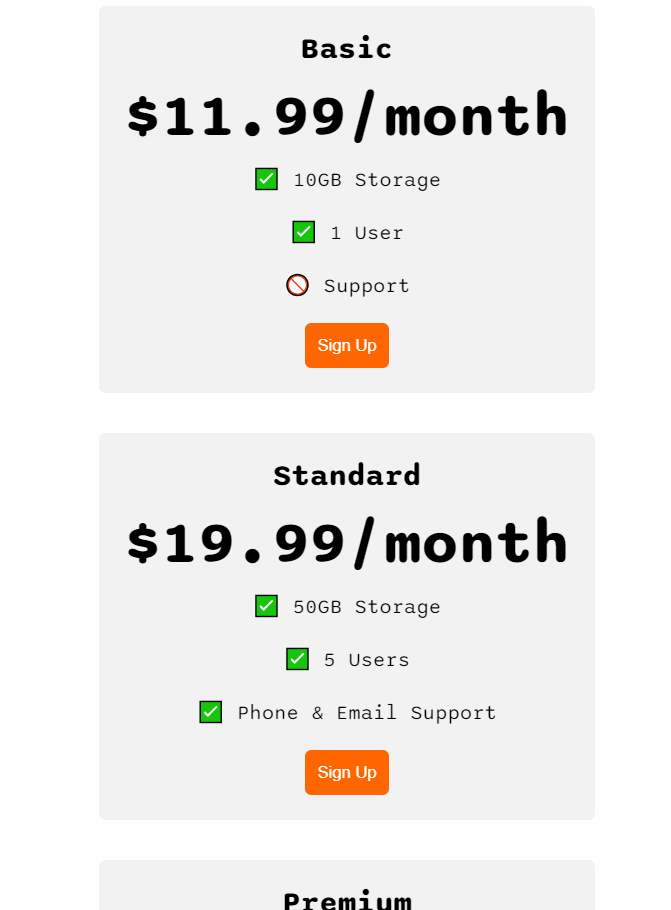 Basic
$11.99/month
✅ 10GB Storage
✅ 1 User
🚫 Support
Sign Up
Standard
$19.99/month
✅ 50GB Storage
✅ 5 Users
✅ Phone & Email Support
Sign Up
Premium